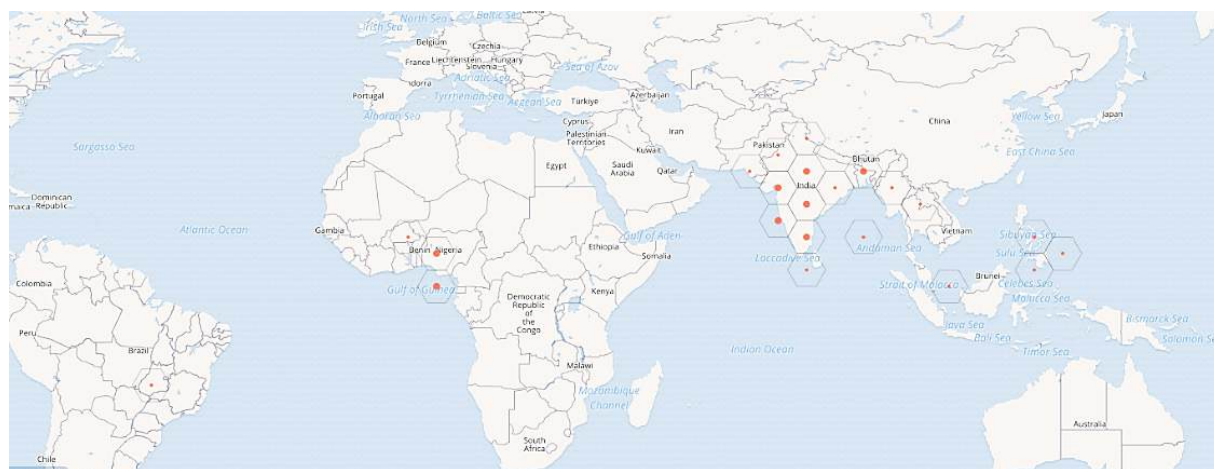 North Sea
Baltic Sea
Irish Sea
Belgium
Czechia
France
Liechtenstein
Hungary
Slovenia
Sea of Azov
Adriatic Sea
Portugal
Tyrrhenian Sea
Aegean Sea
Türkiye
Azerbaijan
Alboran Sea
Cyprus
Palestinian
Territories
Iran
Kuwait
Pakistan
China
Yellow Sea
Japan
Sargasso Sea
East China Sea
Egypt
Saudi
Arabia
Qatar
Bhutan
India
Dominican
Republic
Atlantic Ocean
Gambia
Benin
Nigeria
Ethiopia
Gulf of Aden
Somalia
Laccadive Sea
Andaman Sea
Vietnam
Sibuyan Sea
Sulu Sea
Colombia
Gulf of Guinea
Kenya
Strait of Malacca
Brunei
Celebes Sea
Molucca Sea
Democratic
Republic
of the
Congo
Peru
Brazil
Indian Ocean
Java Sea
Bali Sea
Timor Sea
Bismarck Sea
Solomon Se
Malawi
Mozambique
Channel
South
Africa
Australia
Chile